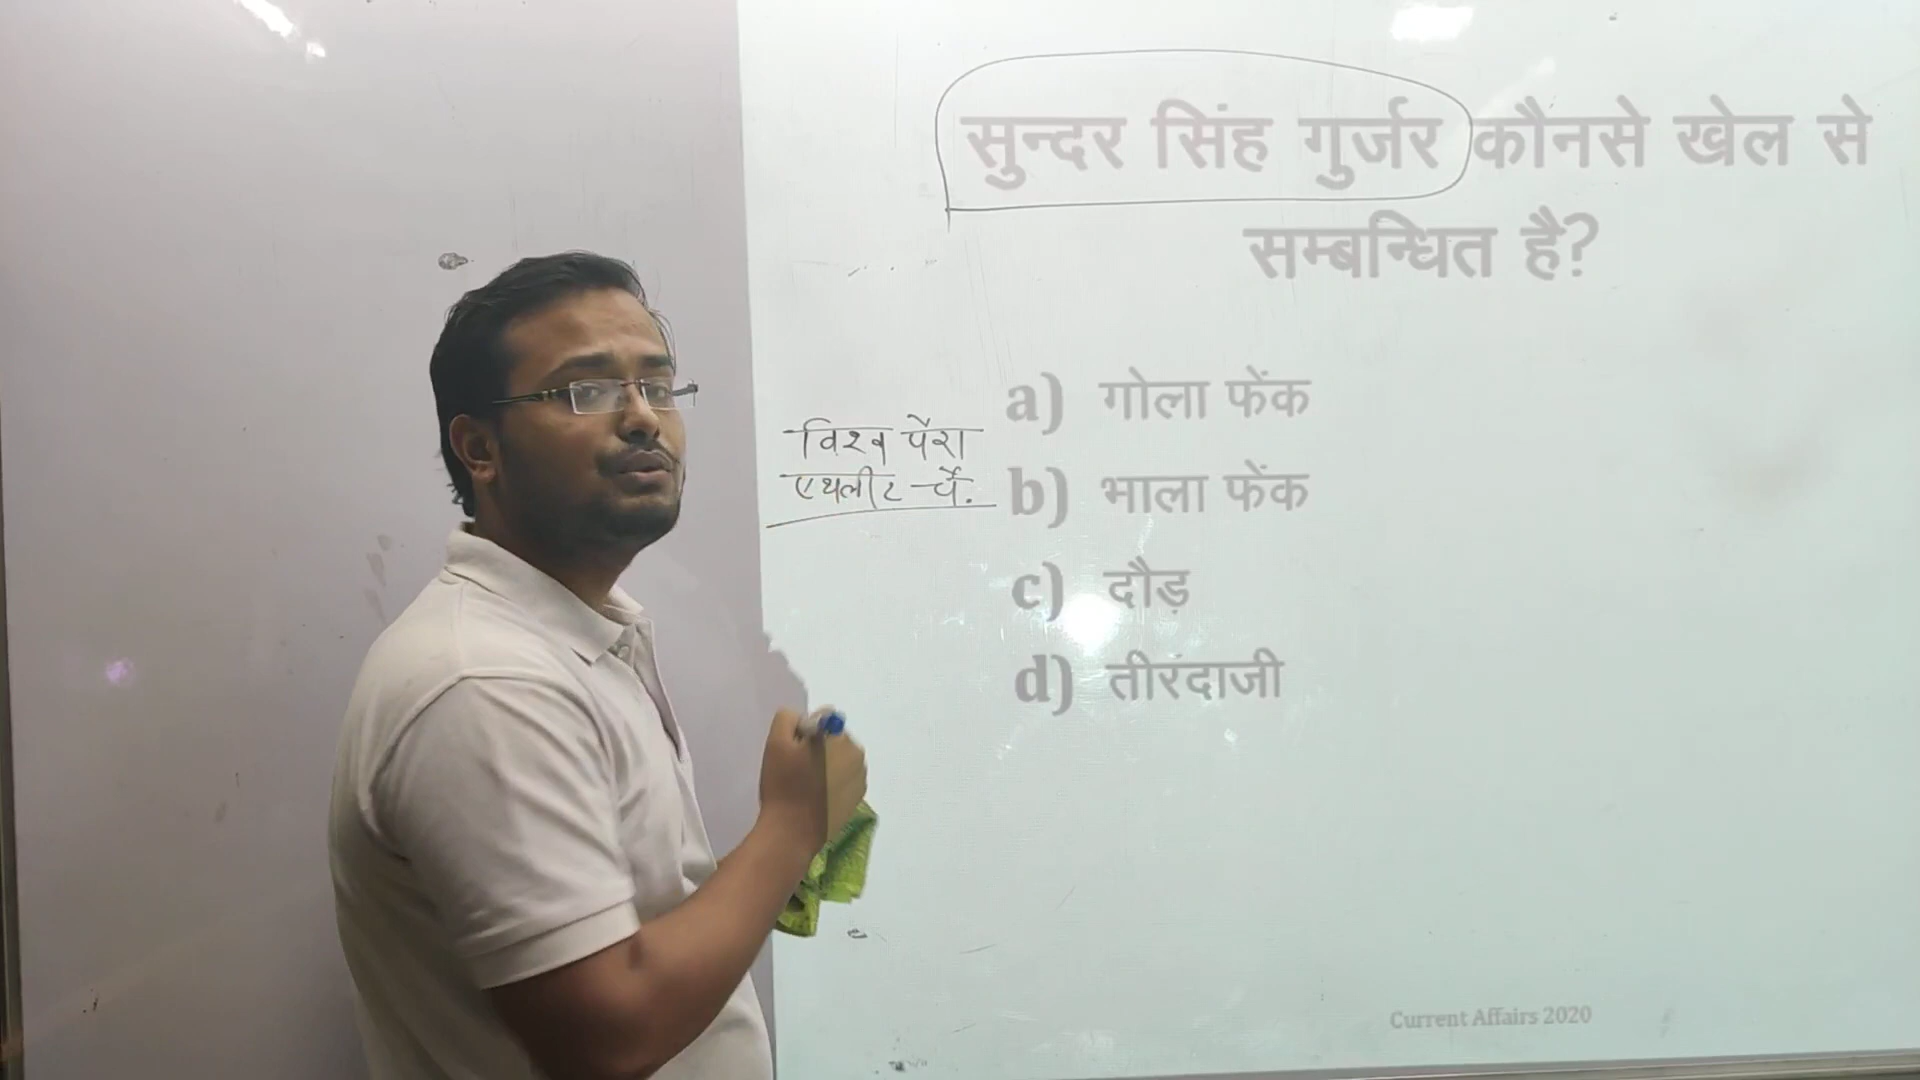 सुन्दर सिंह गुर्जर कौनसे खेल से
सम्बन्धित है?
विश्व पैरा
एथलीट चैं.
a) गोला फेंक
b) भाला फेंक
c) दौड़
d) तीरंदाजी
Current Affairs 2020